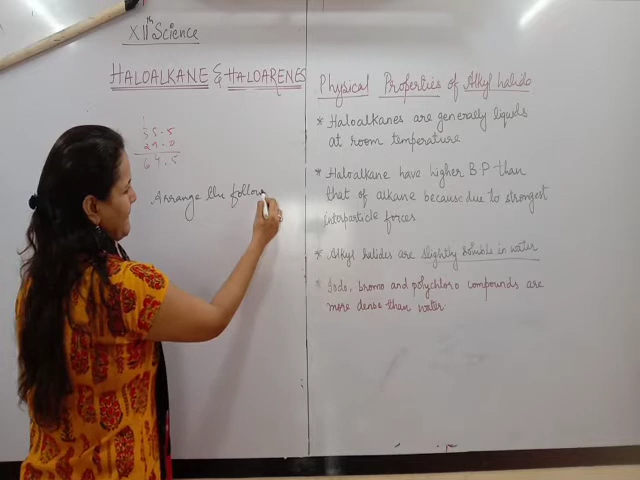 XIIth Science
HALOALKANE & HALOARENES
35.5
29.0
64.5
Arrange the follow
Physical Properties of Alkyl halide
* Haloalkanes are generally liquids
at room temperature
* Haloalkane have higher B.P than
that of alkane because due to strongest
interparticle forces
* Alkyl halides are slightly soluble in water
* Iodo, bromo and polychloro compounds are
more dense than water